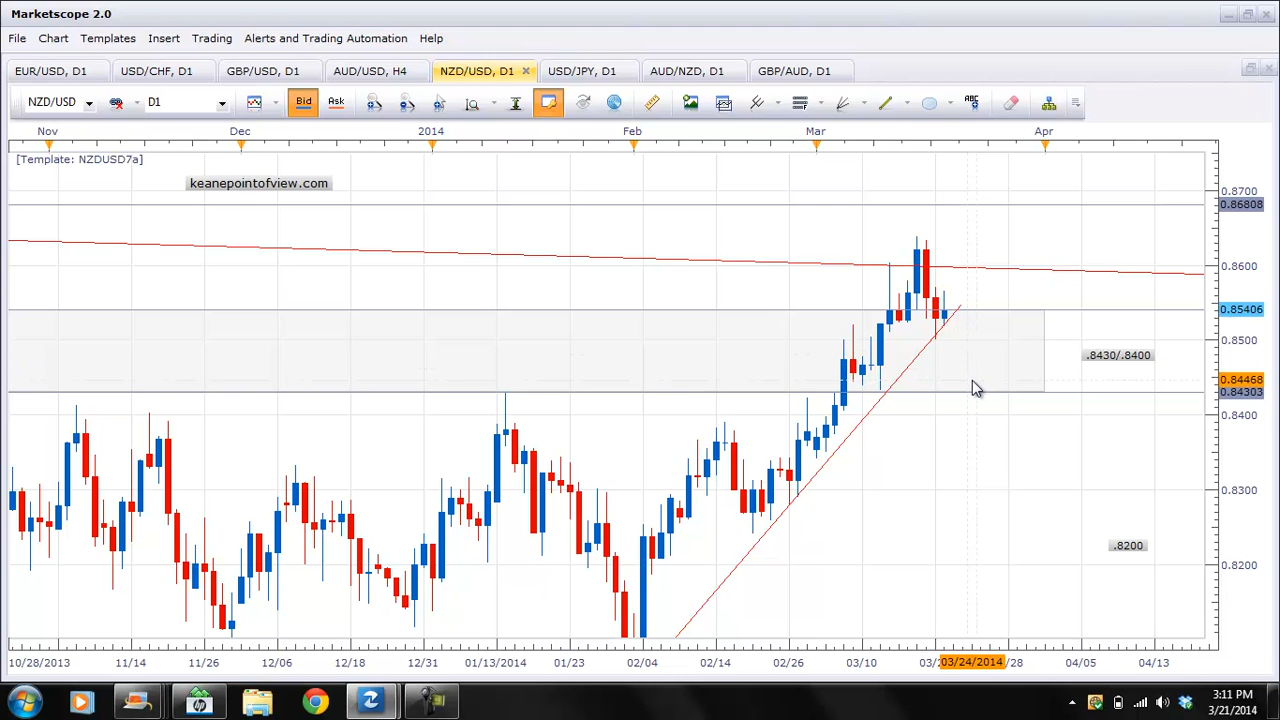 Marketscope 2.0
File Chart Templates Insert Trading Alerts and Trading Automation Help
EUR/USD, D1 USD/CHF, D1 GBP/USD, D1 AUD/USD, H4 NZD/USD, D1 USD/JPY, D1 AUD/NZD, D1 GBP/AUD, D1
NZD/USD D1 Bid Ask ABC
Nov Dec 2014 Feb Mar Apr
[Template: NZDUSD7a]
keanepointofview.com
0.8700
0.86808
0.8600
0.85406
0.8500
.8430/.8400
0.84468
0.84303
0.8400
0.8300
.8200
0.8200
10/28/2013 11/14 11/26 12/06 12/18 12/31 01/13/2014 01/23 02/04 02/14 02/26 03/10 03/24/2014 /28 04/05 04/13
3:11 PM
3/21/2014